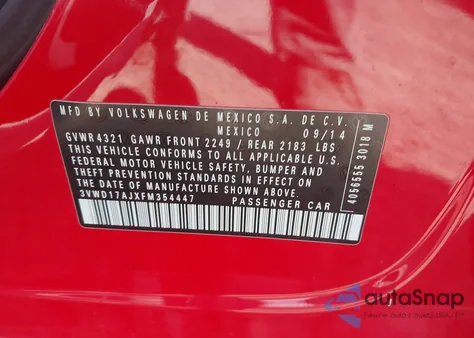 MFD BY VOLKSWAGEN DE MEXICO S.A. DE C.V.
MEXICO 09/14
GVWR 4321 GAWR FRONT 2249 / REAR 2183 LBS
THIS VEHICLE CONFORMS TO ALL APPLICABLE U.S.
FEDERAL MOTOR VEHICLE SAFETY, BUMPER AND
THEFT PREVENTION STANDARDS IN EFFECT ON
THE DATE OF MANUFACTURE SHOWN ABOVE.
3VWD17AJXFM354447 PASSENGER CAR
4056555 3018 M
autoSnap